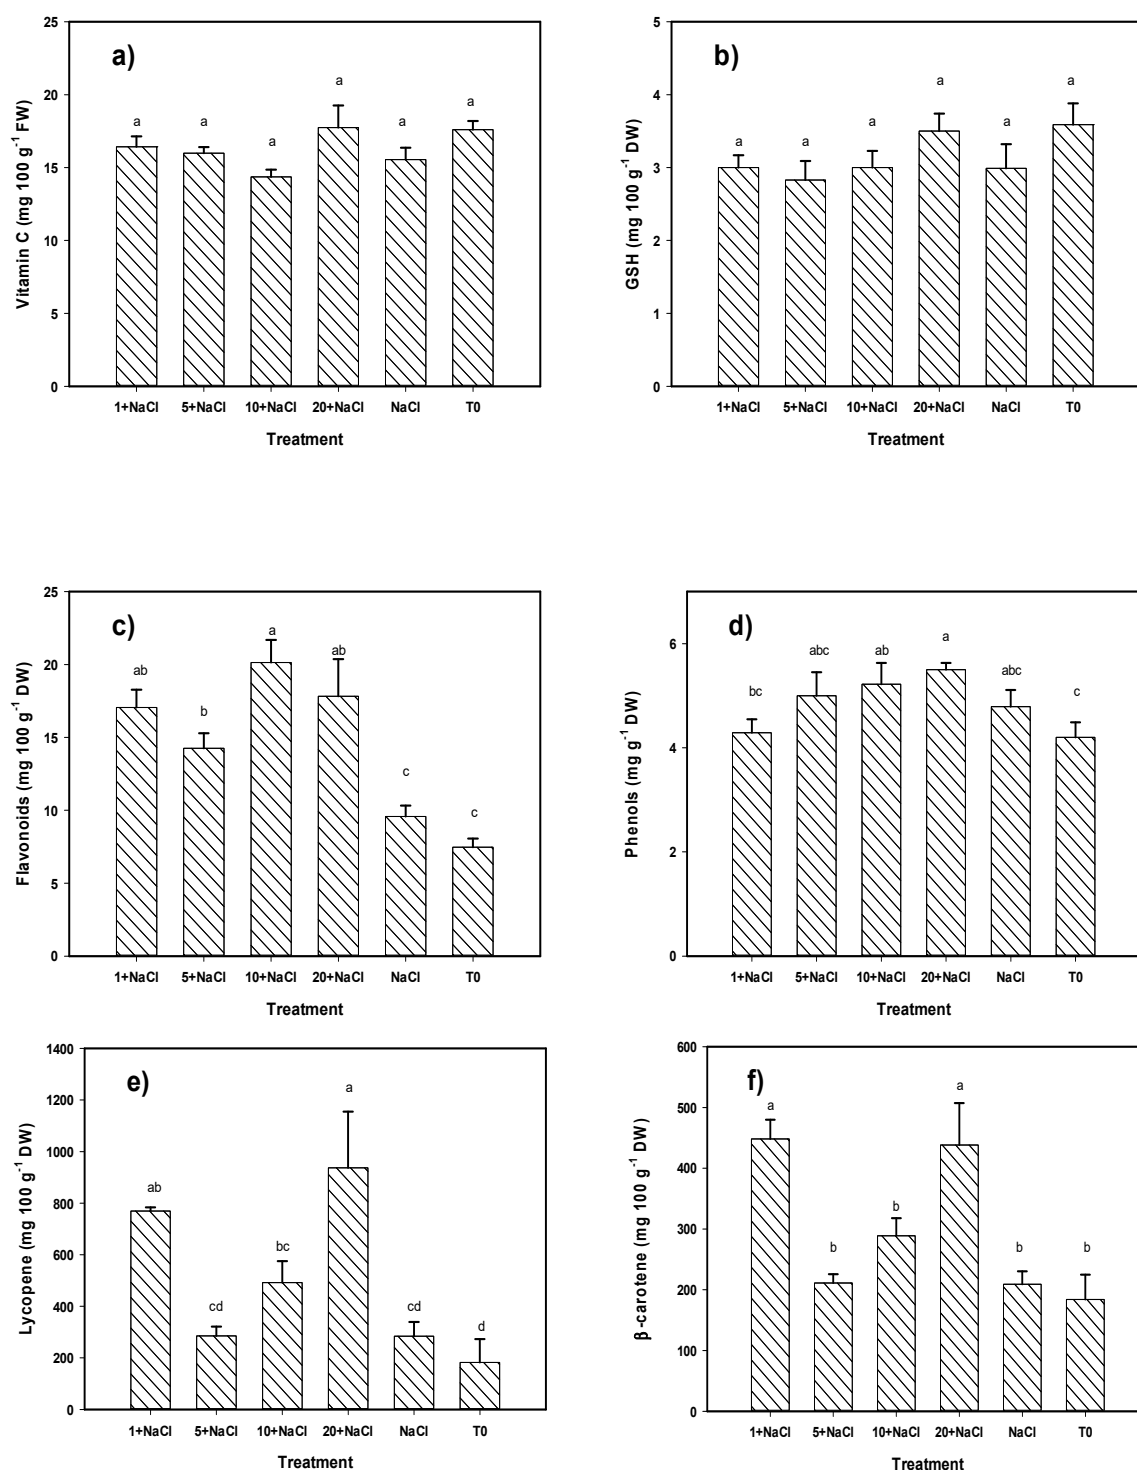 a)
Vitamin C (mg 100 g-1 FW)
25
20
15
10
5
0
a
a
a
a
a
a
1+NaCl 5+NaCl 10+NaCl 20+NaCl NaCl T0
Treatment
b)
GSH (mg 100 g-1 DW)
5
4
3
2
1
0
a
a
a
a
a
a
1+NaCl 5+NaCl 10+NaCl 20+NaCl NaCl T0
Treatment
c)
Flavonoids (mg 100 g-1 DW)
25
20
15
10
5
0
ab
b
a
ab
c
c
1+NaCl 5+NaCl 10+NaCl 20+NaCl NaCl T0
Treatment
d)
Phenols (mg g-1 DW)
6
4
2
0
bc
abc
ab
a
abc
c
1+NaCl 5+NaCl 10+NaCl 20+NaCl NaCl T0
Treatment
e)
Lycopene (mg 100 g-1 DW)
1400
1200
1000
800
600
400
200
0
ab
cd
bc
a
cd
d
1+NaCl 5+NaCl 10+NaCl 20+NaCl NaCl T0
Treatment
f)
β-carotene (mg 100 g-1 DW)
600
500
400
300
200
100
0
a
b
b
a
b
b
1+NaCl 5+NaCl 10+NaCl 20+NaCl NaCl T0
Treatment